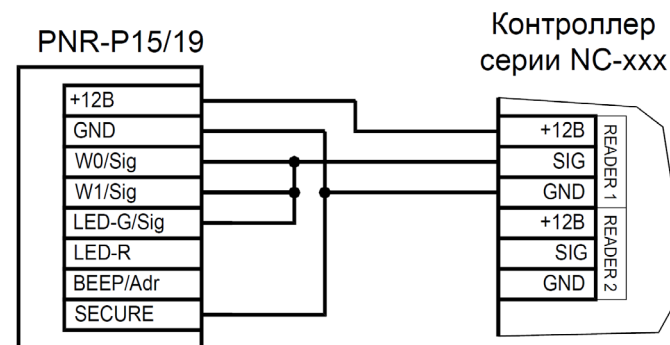 PNR-P15/19
+12В
GND
W0/Sig
W1/Sig
LED-G/Sig
LED-R
BEEP/Adr
SECURE
Контроллер
серии NC-xxx
+12В
SIG
GND
READER 1
+12В
SIG
GND
READER 2